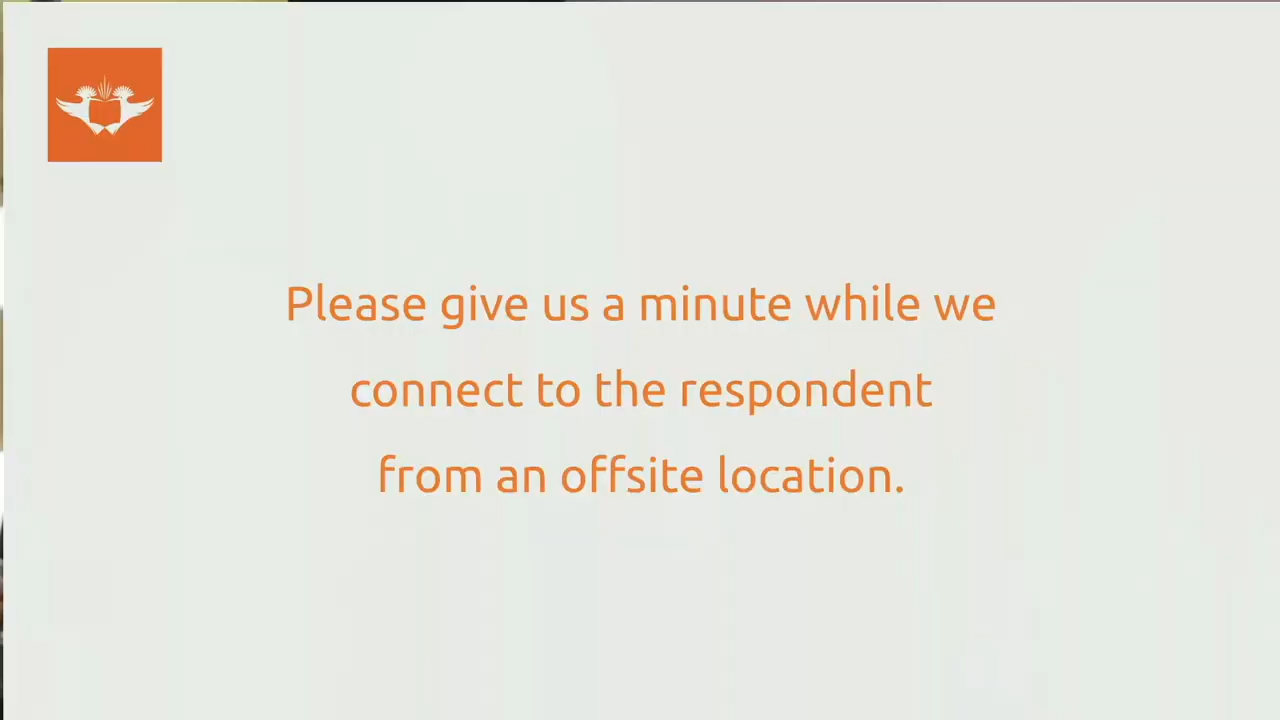 Please give us a minute while we
connect to the respondent
from an offsite location.